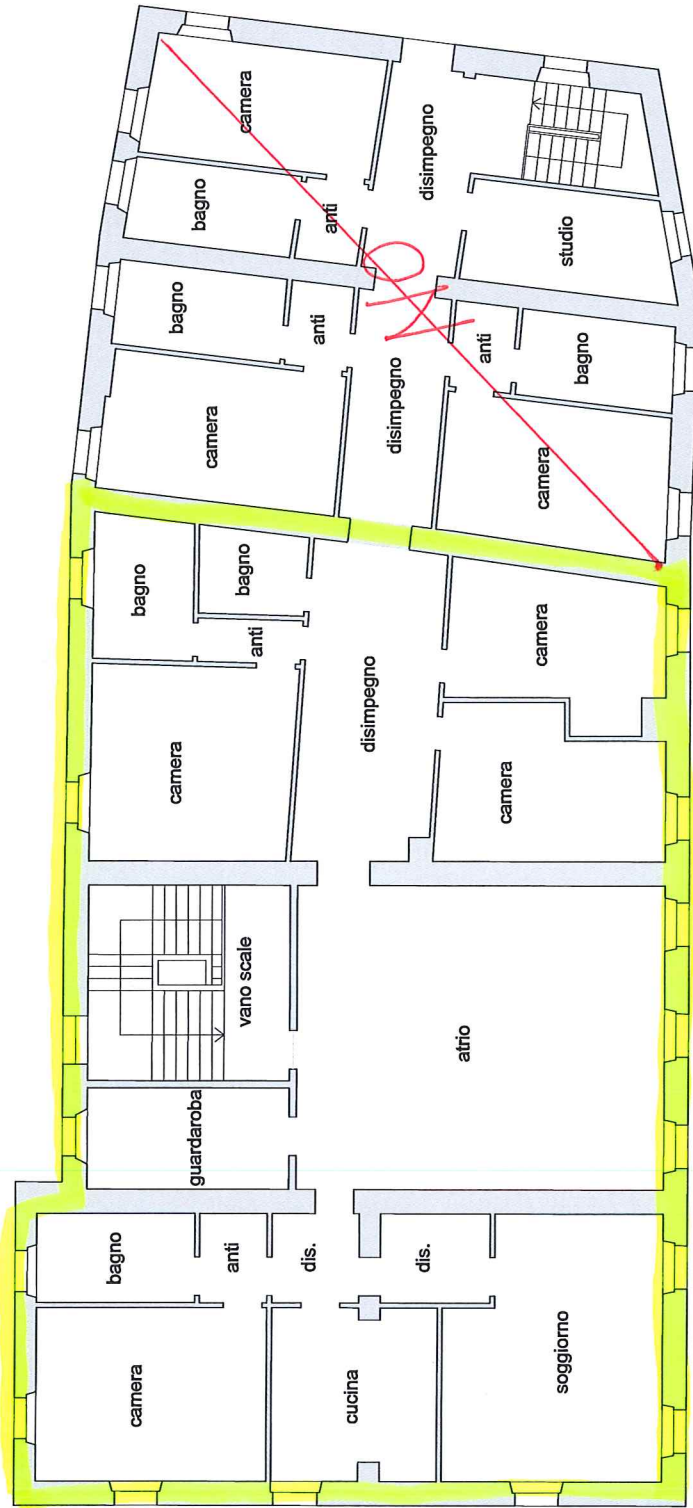 camera
bagno
camera
bagno
bagno
bagno
camera
guardaroba
bagno
camera
anti
vano scale
anti
anti
anti
dis.
cucina
disimpegno
disimpegno
NO
disimpegno
dis.
atrio
anti
soggiorno
camera
camera
camera
bagno
studio